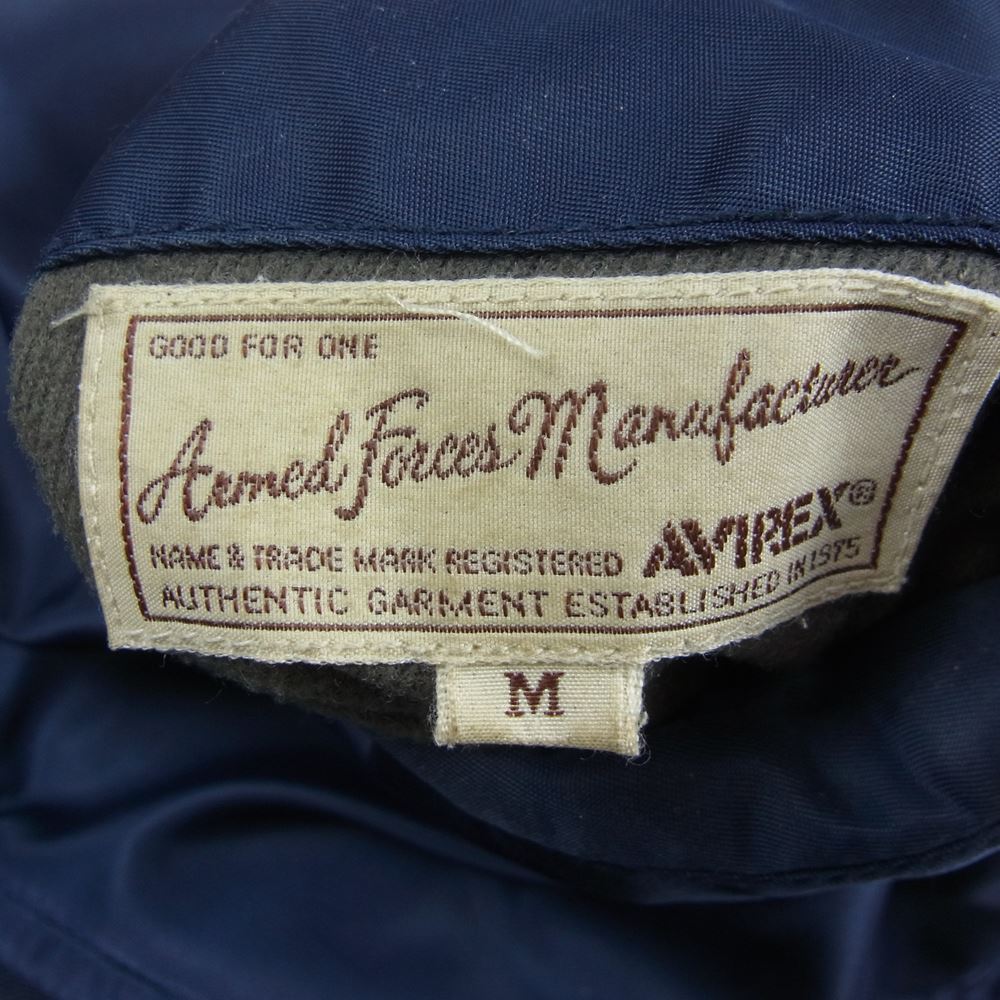 GOOD FOR ONE
Armed Forces Manufacturer
NAME & TRADE MARK REGISTERED AVIREX®
AUTHENTIC GARMENT ESTABLISHED IN 1975
M